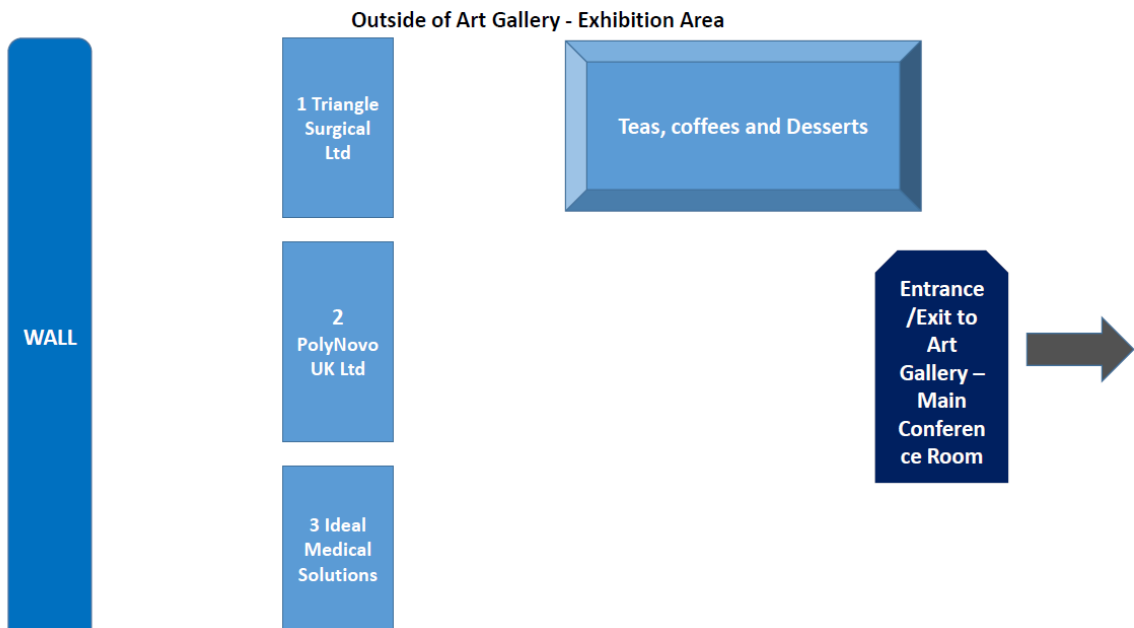 Outside of Art Gallery - Exhibition Area
1 Triangle
Surgical
Ltd
Teas, coffees and Desserts
WALL
2
PolyNovo
UK Ltd
Entrance
/Exit to
Art
Gallery –
Main
Conferen
ce Room
3 Ideal
Medical
Solutions